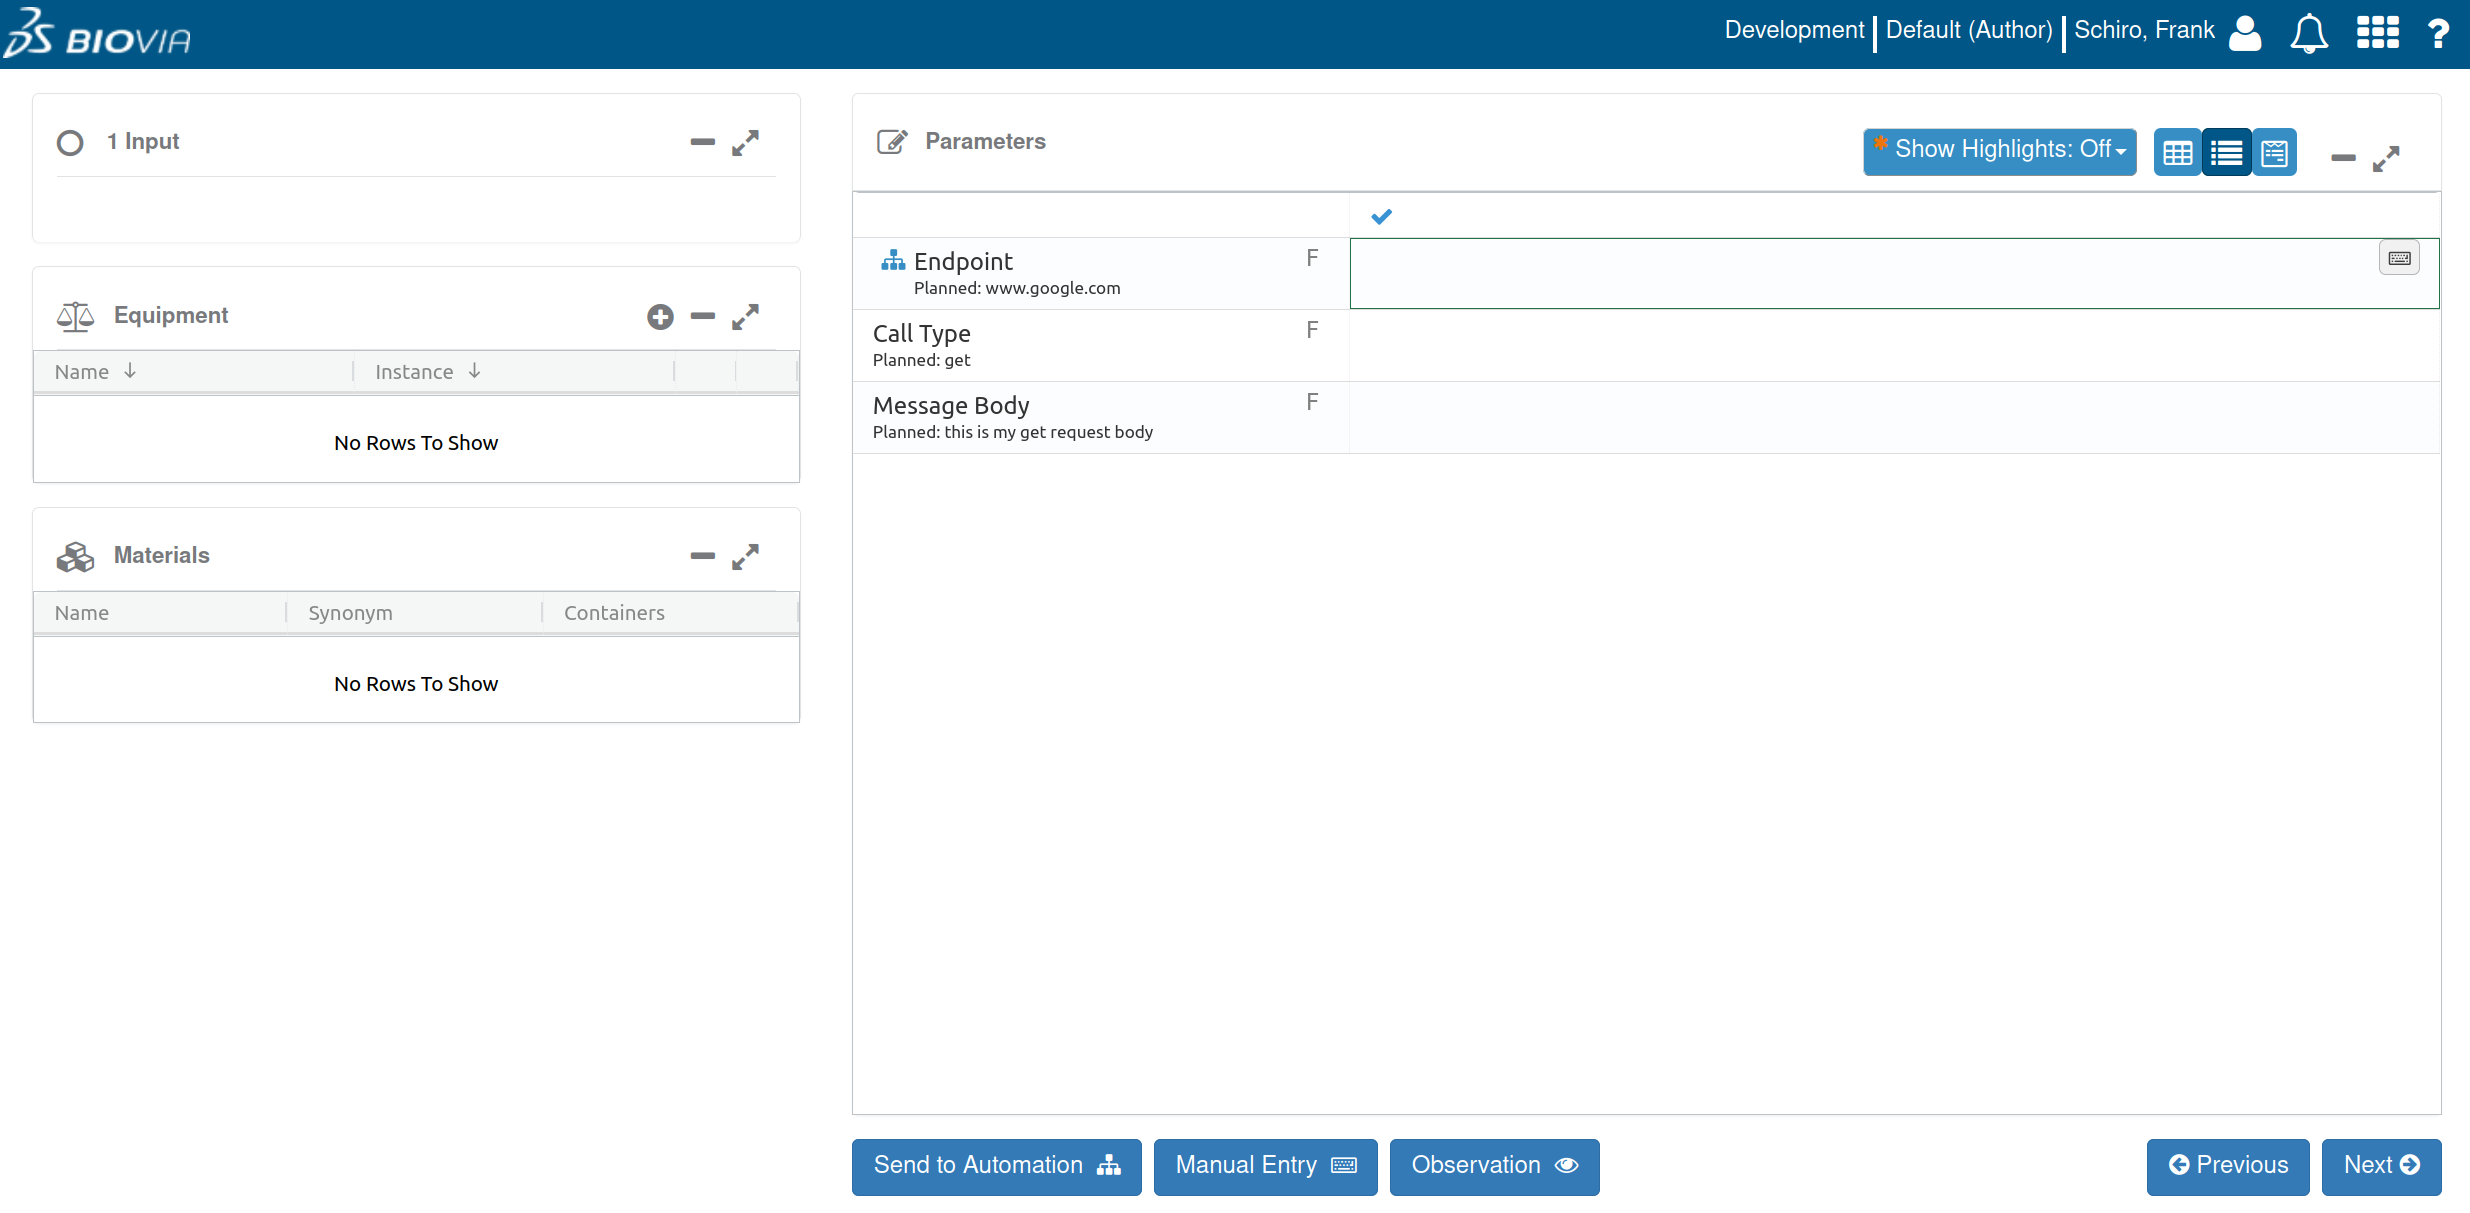 BIOVIA
Development Default (Author) Schiro, Frank ?
1 Input
Equipment
Name Instance
No Rows To Show
Materials
Name Synonym Containers
No Rows To Show
Parameters
* Show Highlights: Off
Endpoint F
Planned: www.google.com
Call Type F
Planned: get
Message Body F
Planned: this is my get request body
Send to Automation
Manual Entry
Observation
Previous
Next